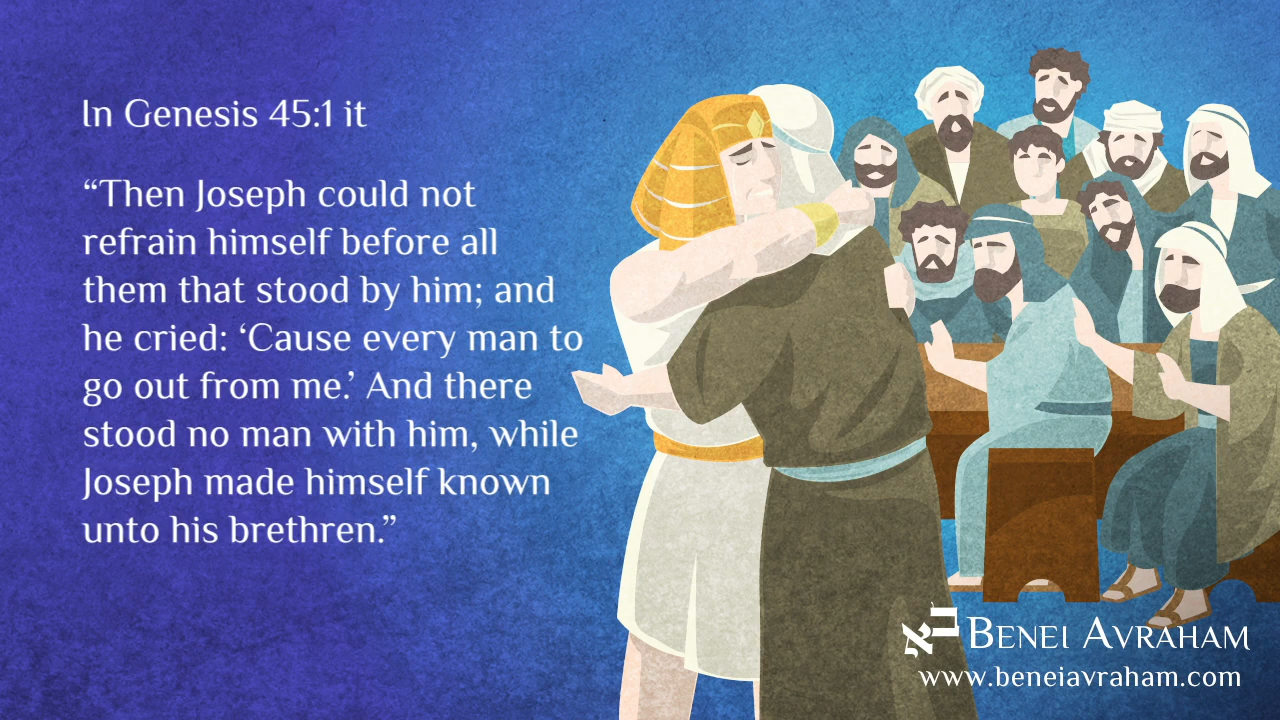 In Genesis 45:1 it
“Then Joseph could not
refrain himself before all
them that stood by him; and
he cried: ‘Cause every man to
go out from me.’ And there
stood no man with him, while
Joseph made himself known
unto his brethren.”
בא BENEI AVRAHAM
www.beneiavraham.com